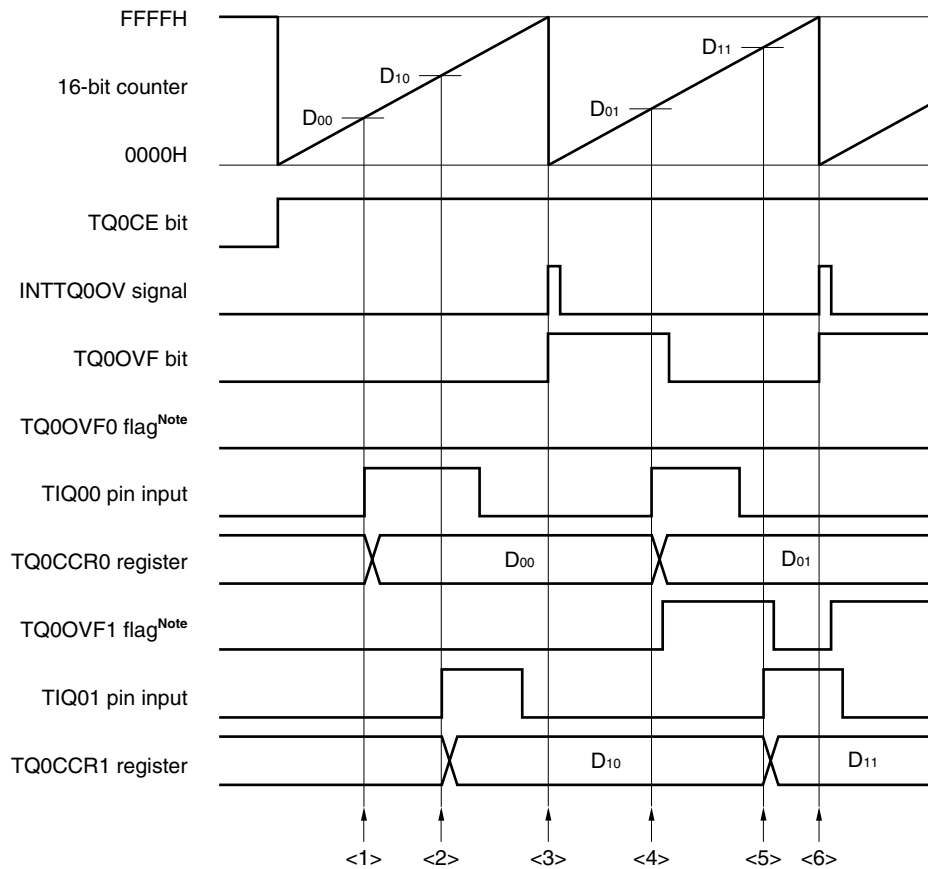 FFFFH
D11
D10
16-bit counter
D01
D00
0000H
TQ0CE bit
INTTQ0OV signal
TQ0OVF bit
TQ0OVF0 flagNote
TIQ00 pin input
TQ0CCR0 register
D00
D01
TQ0OVF1 flagNote
TIQ01 pin input
TQ0CCR1 register
D10
D11
<1>
<2>
<3>
<4>
<5>
<6>